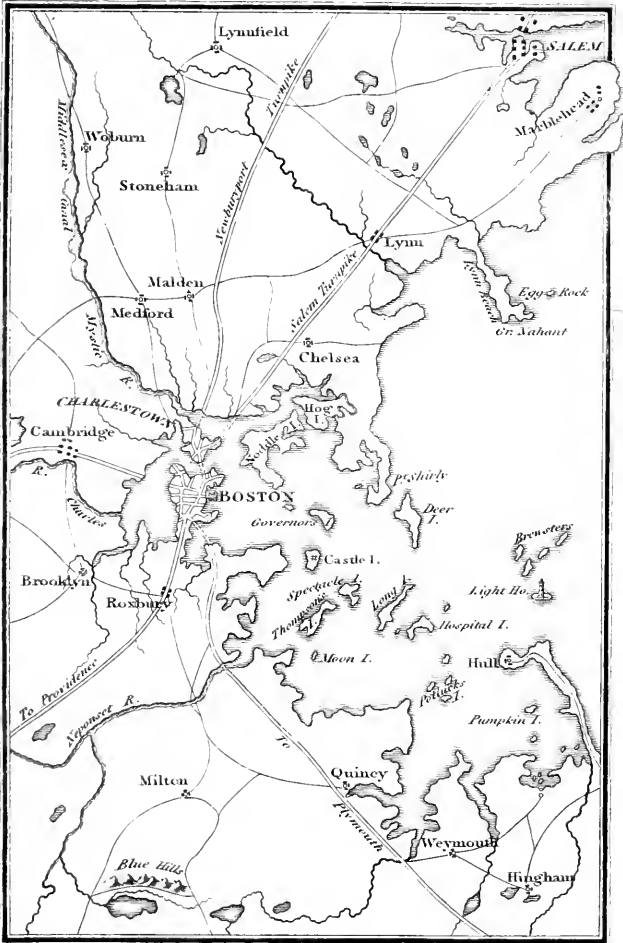 Lynnfield
SALEM
Marblehead
Newburyport Turnpike
Middlesex Canal
Woburn
Stoneham
Lynn
Lynn Beach
Egg Rock
Gr. Nahant
Malden
Medford
Salem Turnpike
Mystic R.
Chelsea
CHARLESTOWN
Hog I.
Noddles I.
Cambridge
Pt Shirly
BOSTON
Charles R.
Governors I
Deer I.
Brewsters
Castle I.
Brooklyn
Spectacle I.
Long I.
Light Ho.
Roxbury
Thompsons I.
Hospital I.
Moon I.
Hull
To Providence
Neponset R.
Pumpkin I.
To Plymouth
Milton
Quincy
Weymouth
Blue Hills
Hingham